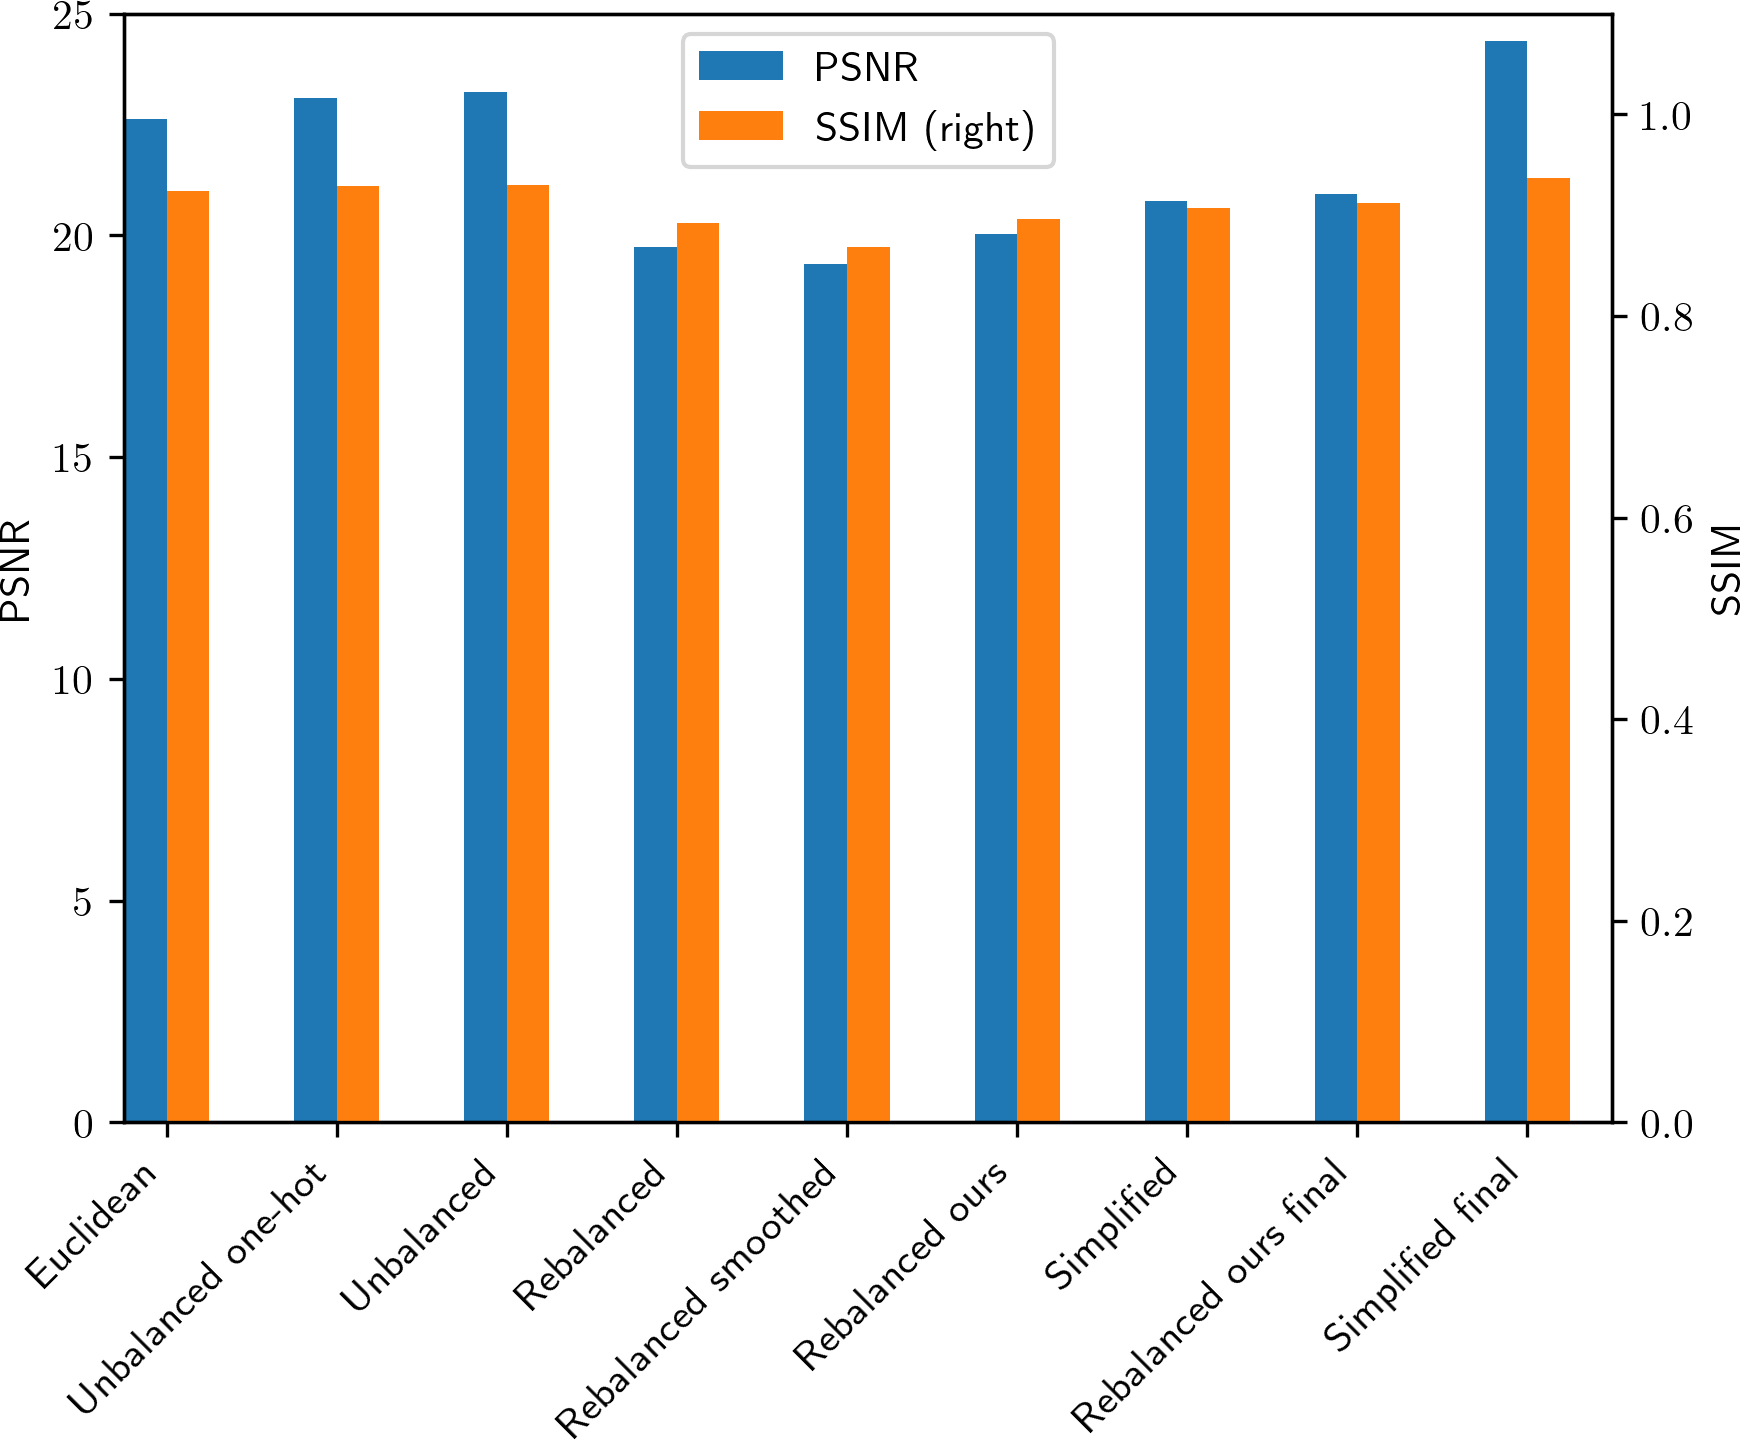 25
20
15
10
5
0
PSNR
PSNR
SSIM (right)
1.0
0.8
0.6
0.4
0.2
0.0
SSIM
Euclidean
Unbalanced one-hot
Unbalanced
Rebalanced
Rebalanced smoothed
Rebalanced ours
Simplified
Rebalanced ours final
Simplified final